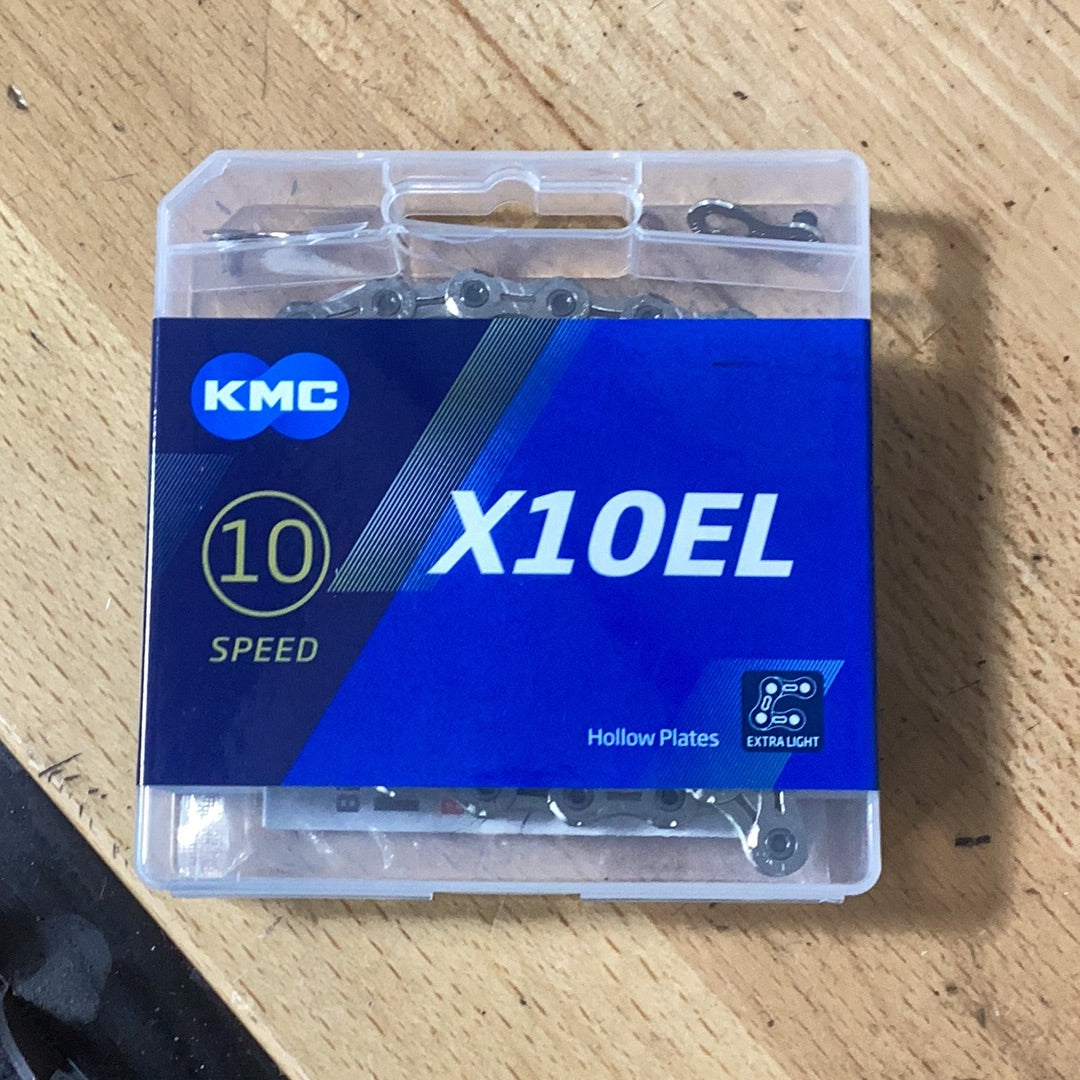 KMC
10
SPEED
X10EL
Hollow Plates
EXTRA LIGHT